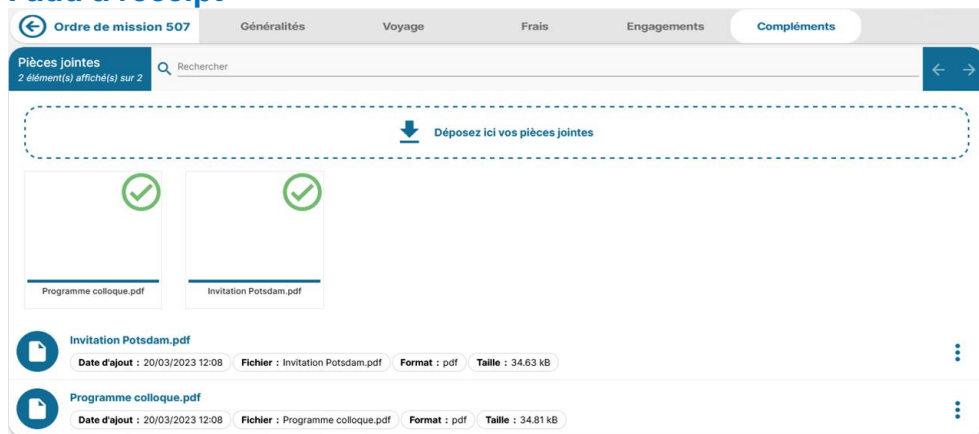 Ordre de mission 507 Généralités Voyage Frais Engagements Compléments
Pièces jointes
2 élément(s) affiché(s) sur 2
Rechercher
Déposez ici vos pièces jointes
Programme colloque.pdf Invitation Potsdam.pdf
Invitation Potsdam.pdf
Date d'ajout : 20/03/2023 12:08 Fichier : Invitation Potsdam.pdf Format : pdf Taille : 34.63 kB
Programme colloque.pdf
Date d'ajout : 20/03/2023 12:08 Fichier : Programme colloque.pdf Format : pdf Taille : 34.81 kB